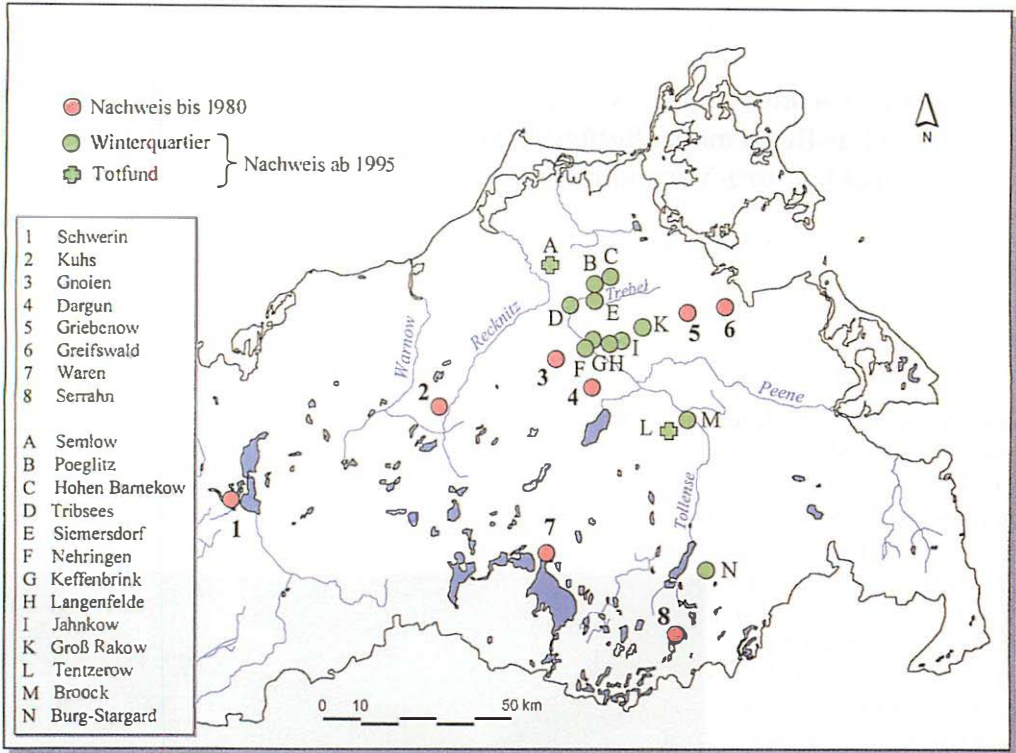 Nachweis bis 1980
Winterquartier
Totfund
Nachweis ab 1995
N
1 Schwerin
2 Kuhs
3 Gnoien
4 Dargun
5 Griebenow
6 Greifswald
7 Waren
8 Serrahn
A Semlow
B Poeglitz
C Hohen Barnekow
D Tribsees
E Siemersdorf
F Nehringen
G Keffenbrink
H Langenfelde
I Jahnkow
K Groß Rakow
L Tentzerow
M Broock
N Burg-Stargard
A
B C
Trebel
D E
K
5 6
Recknitz
Warnow
F G H I
3
4
2
Peene
L M
Tollense
1
7
N
8
0 10 50 km